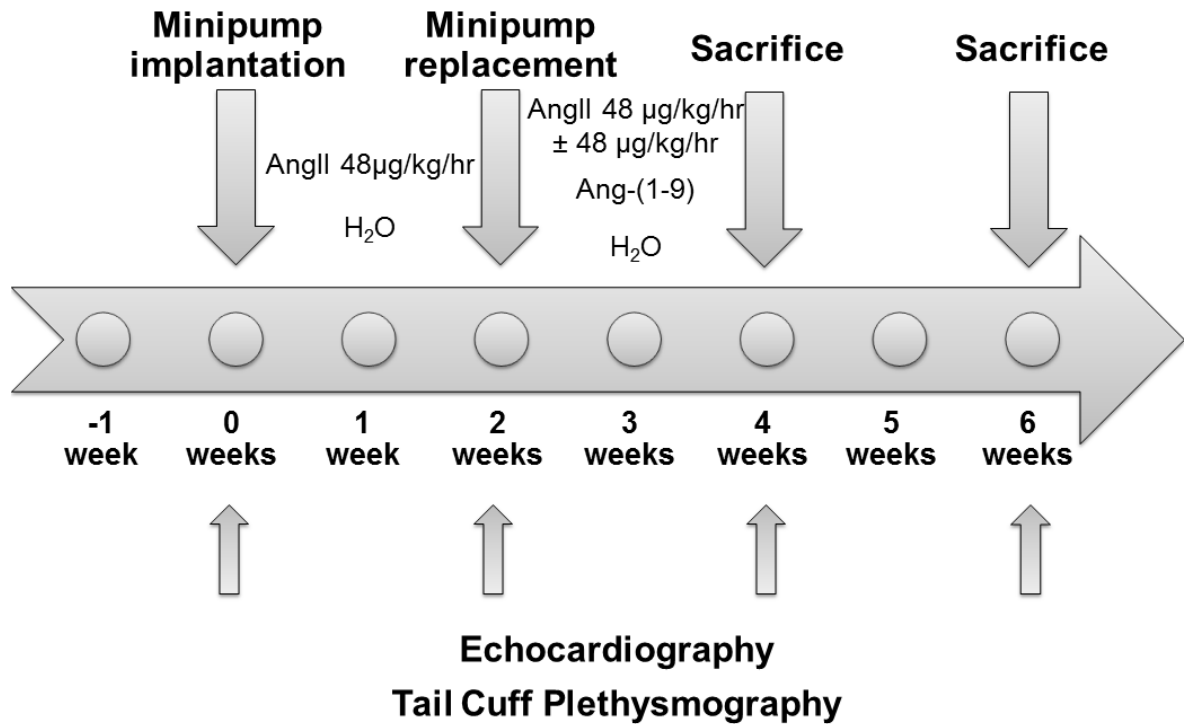 Minipump
implantation
Minipump
replacement
Sacrifice
Sacrifice
AngII 48μg/kg/hr
H₂O
AngII 48 μg/kg/hr
± 48 μg/kg/hr
Ang-(1-9)
H₂O
-1
week
0
weeks
1
week
2
weeks
3
weeks
4
weeks
5
weeks
6
weeks
Echocardiography
Tail Cuff Plethysmography